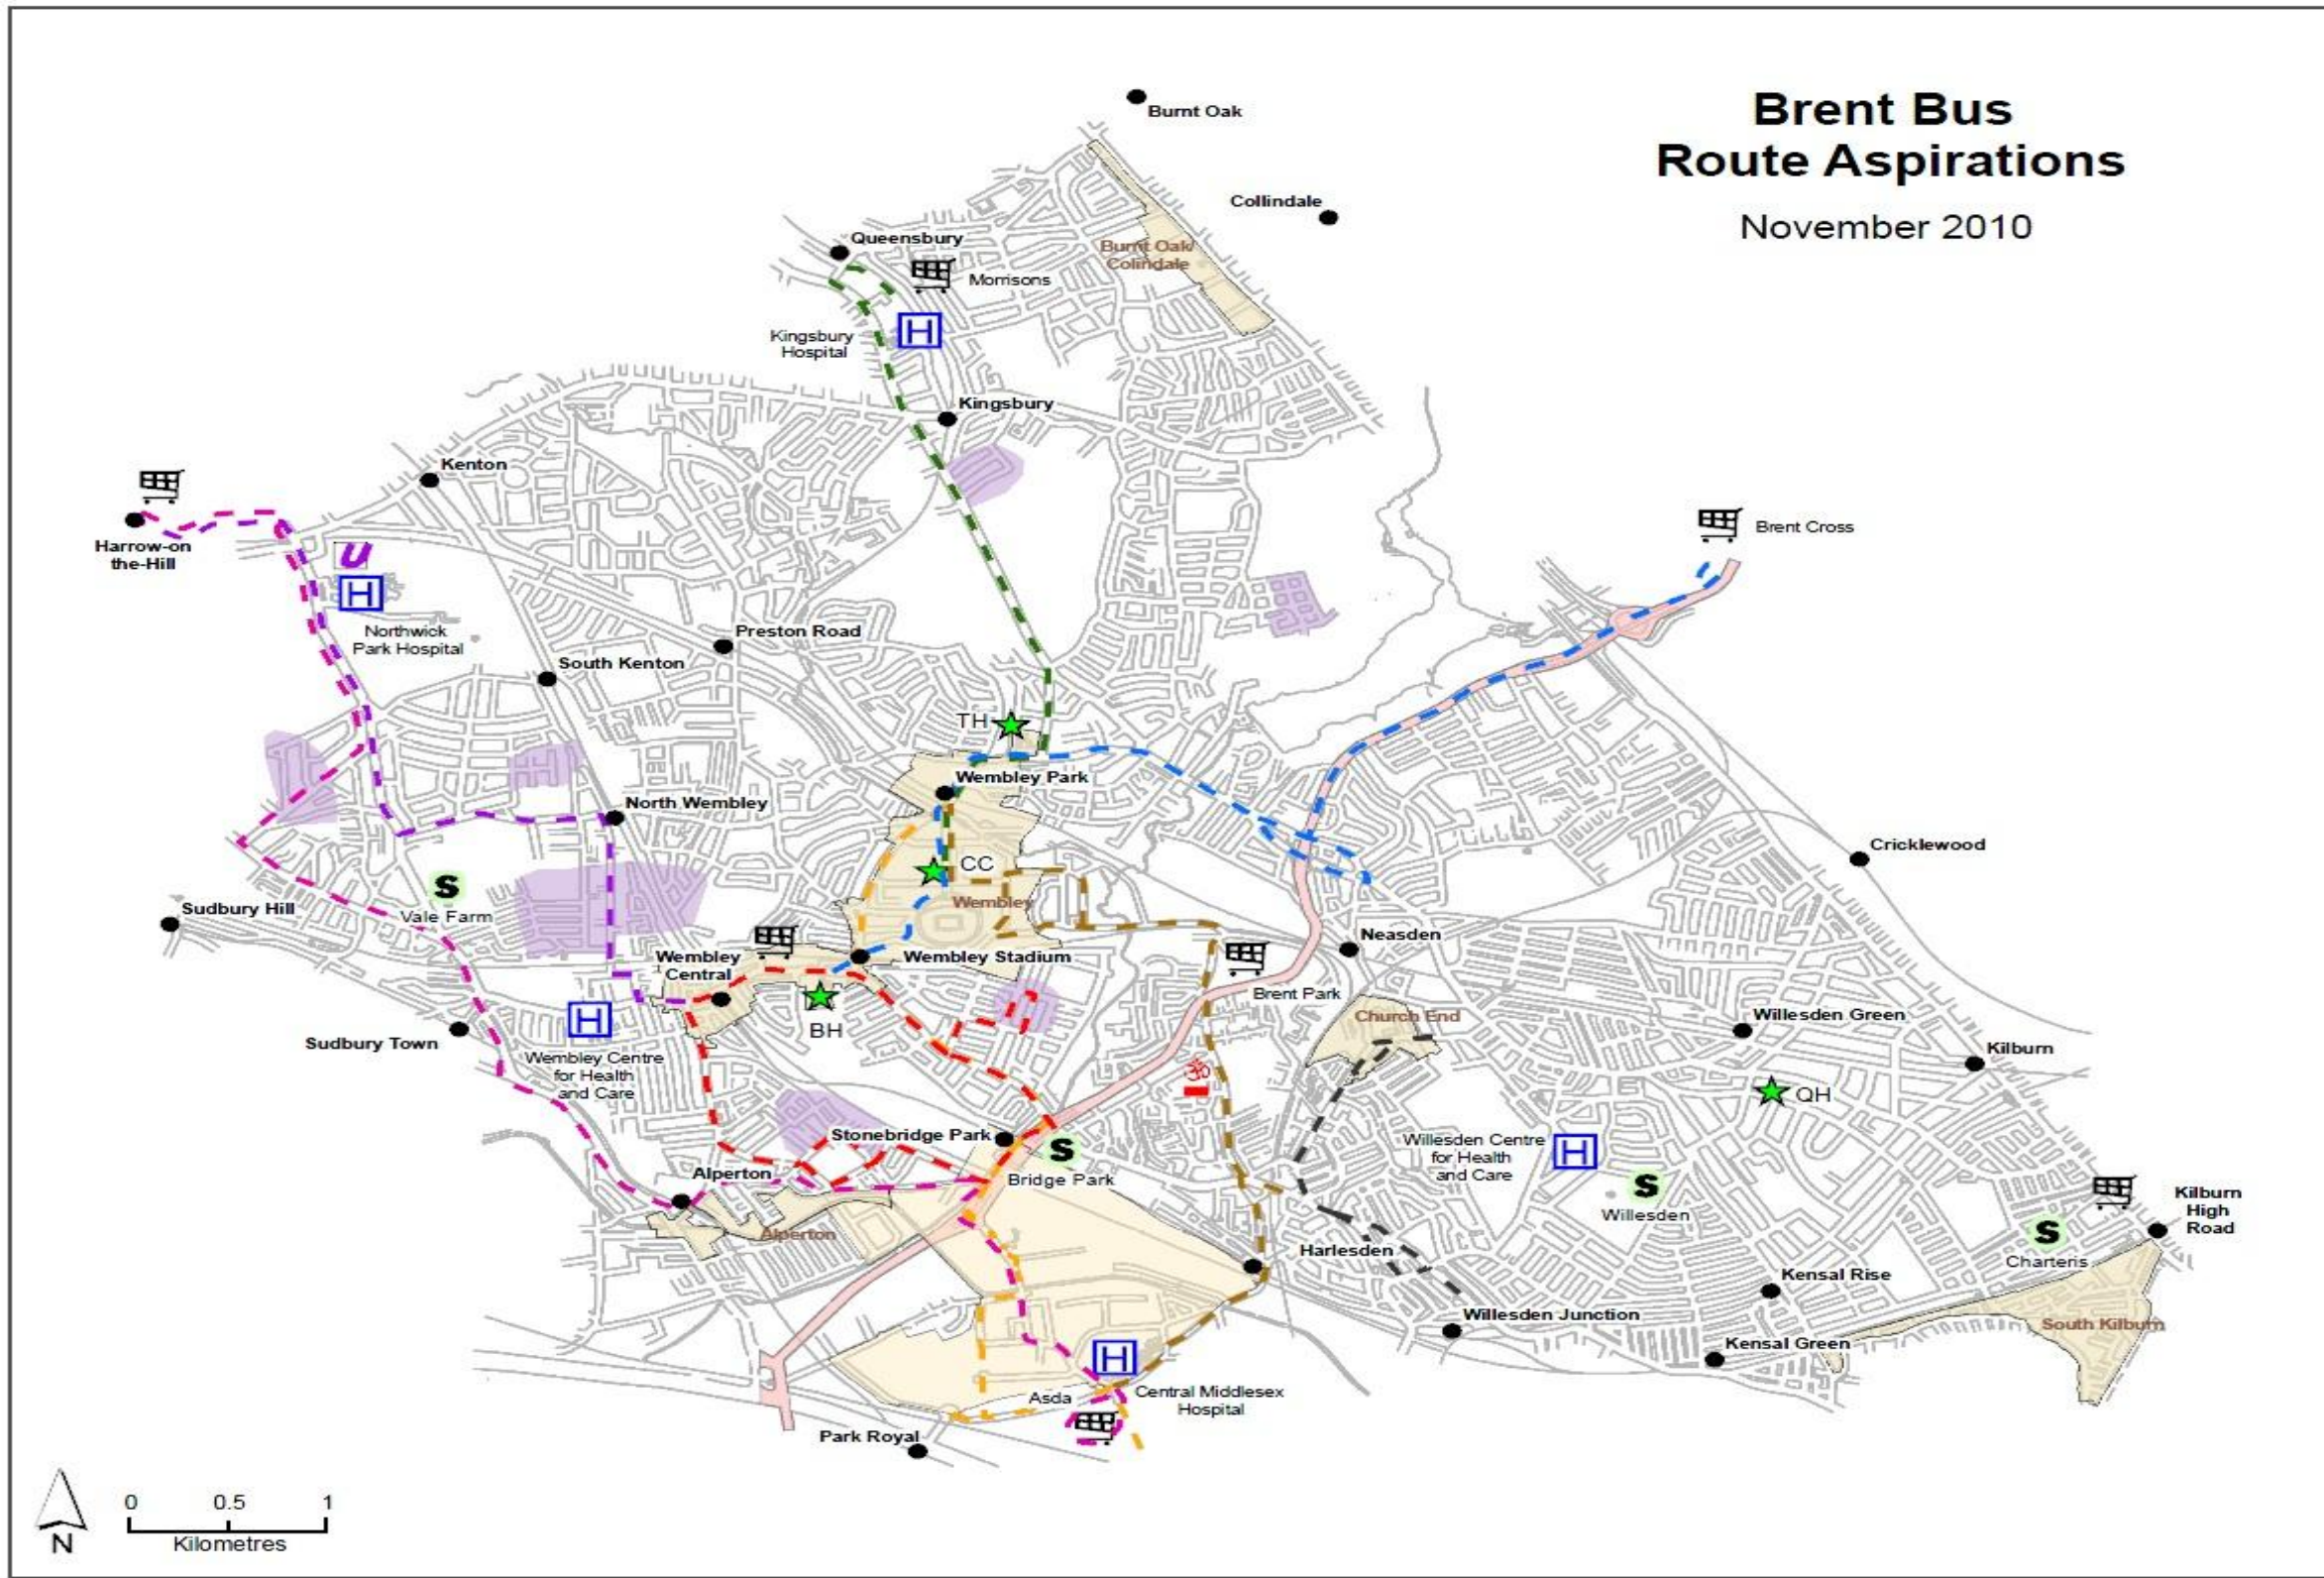 Brent Bus
Route Aspirations
November 2010
Burnt Oak
Collindale
Burnt Oak/
Colindale
Queensbury
Morrisons
H
Kingsbury
Hospital
Kingsbury
Kenton
Harrow-on
the-Hill
U
H
Northwick
Park Hospital
Brent Cross
Preston Road
South Kenton
TH
Wembley Park
North Wembley
CC
Wembley
Cricklewood
S
Vale Farm
Sudbury Hill
Wembley
Central
Wembley Stadium
Neasden
Brent Park
Church End
BH
Willesden Green
Kilburn
Sudbury Town
H
Wembley Centre
for Health
and Care
ॐ
QH
Stonebridge Park
S
Bridge Park
Willesden Centre
for Health
and Care
H
S
Willesden
Alperton
Alperton
Kilburn
High
Road
S
Charteris
Harlesden
Kensal Rise
Willesden Junction
South Kilburn
Kensal Green
H
Asda
Central Middlesex
Hospital
Park Royal
N
0 0.5 1
Kilometres